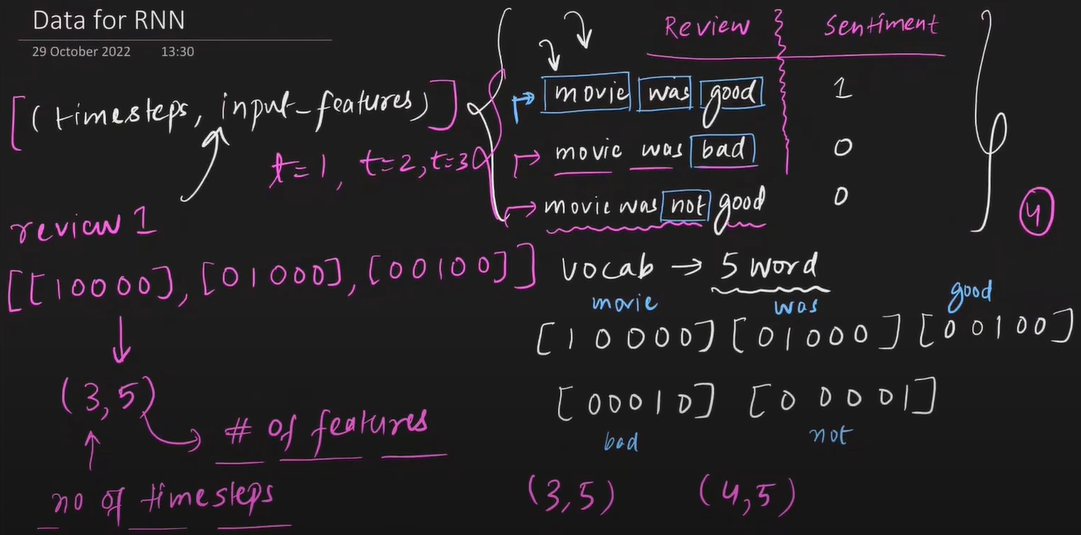 Data for RNN
29 October 2022 13:30
Review Sentiment
[(timesteps, input-features)]
t=1, t=2, t=3
movie was good 1
movie was bad 0
movie was not good 0
4
review 1
[[10000], [01000], [00100]]
(3,5)
# of features
no of timesteps
vocab → 5 word
movie was good
[10000] [01000] [00100]
[00010] [00001]
bad not
(3,5) (4,5)